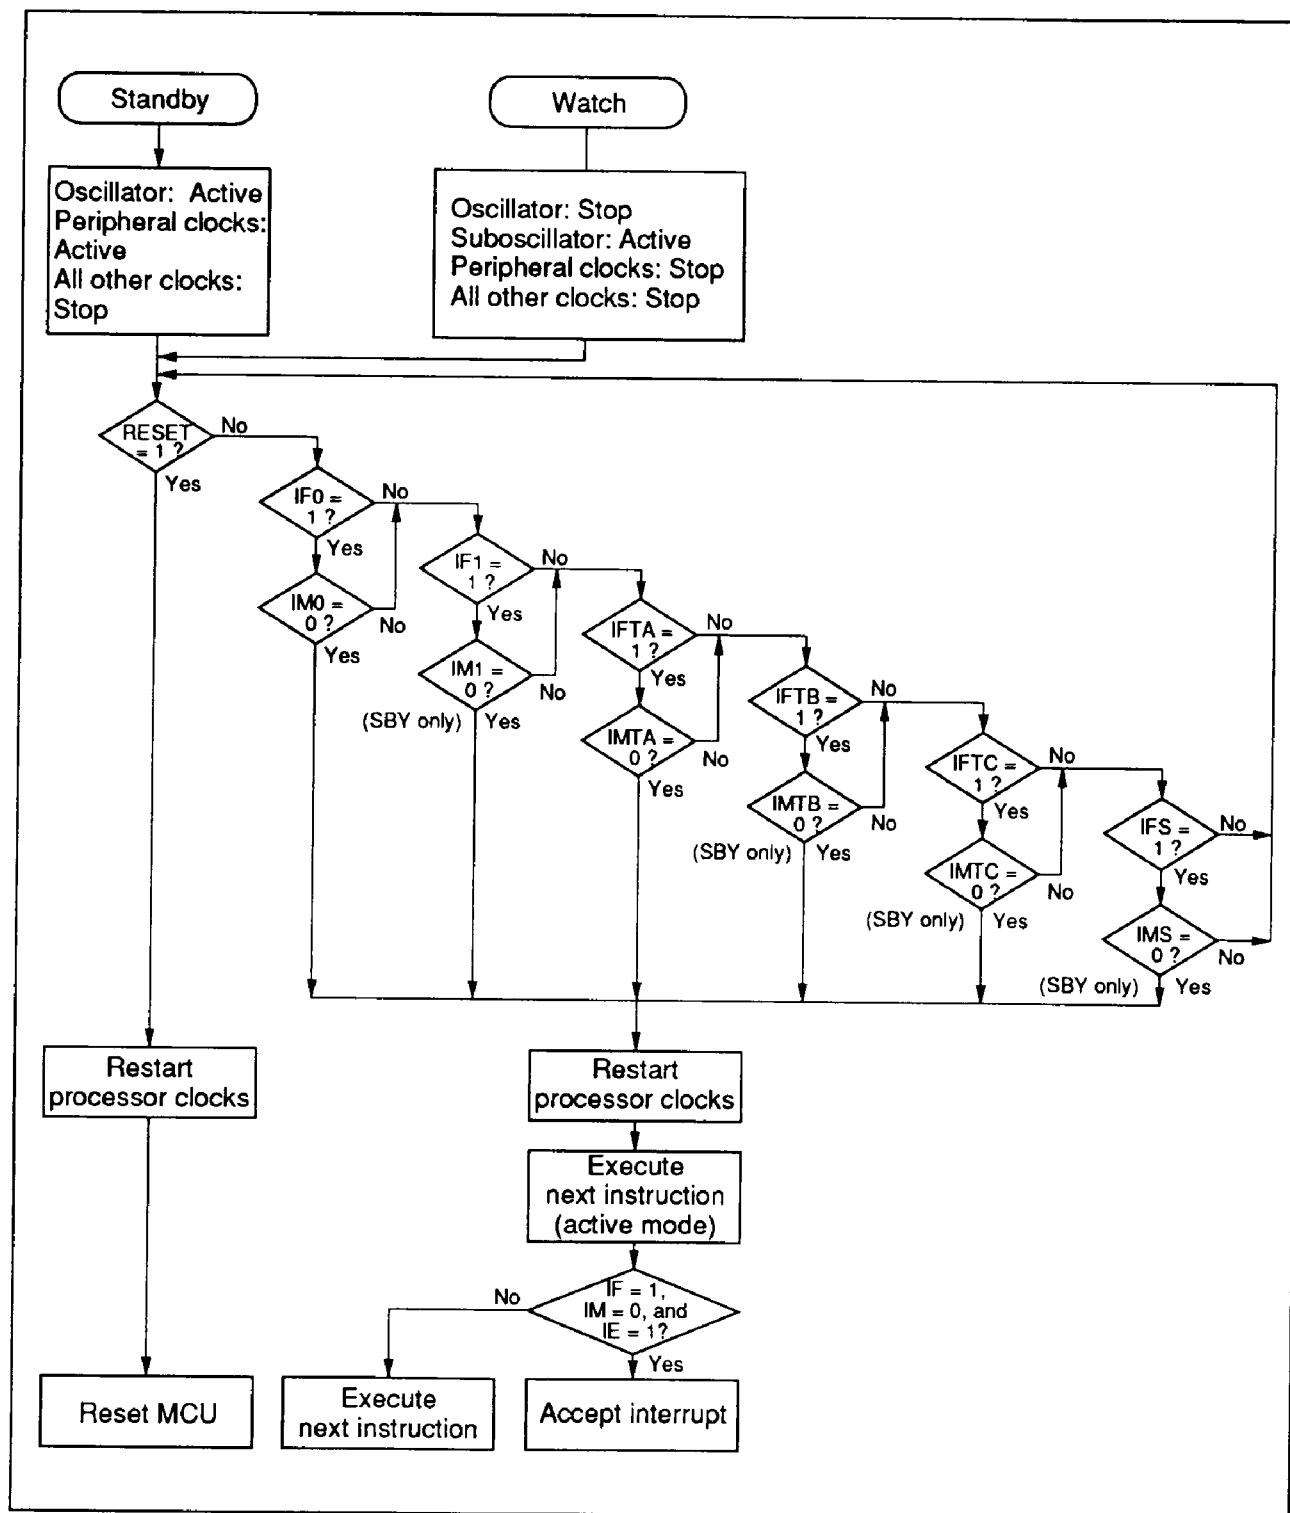 Standby
Watch
Oscillator: Active
Peripheral clocks:
Active
All other clocks:
Stop
Oscillator: Stop
Suboscillator: Active
Peripheral clocks: Stop
All other clocks: Stop
RESET
= 1 ?
No
Yes
IF0 =
1 ?
No
Yes
IM0 =
0 ?
No
Yes
IF1 =
1 ?
No
Yes
IM1 =
0 ?
No
(SBY only)
Yes
IFTA =
1 ?
No
Yes
IMTA =
0 ?
No
Yes
IFTB =
1 ?
No
Yes
IMTB =
0 ?
No
(SBY only)
Yes
IFTC =
1 ?
No
Yes
IMTC =
0 ?
No
(SBY only)
Yes
IFS =
1 ?
No
Yes
IMS =
0 ?
No
(SBY only)
Yes
Restart
processor clocks
Restart
processor clocks
Execute
next instruction
(active mode)
IF = 1,
IM = 0, and
IE = 1?
No
Yes
Reset MCU
Execute
next instruction
Accept interrupt